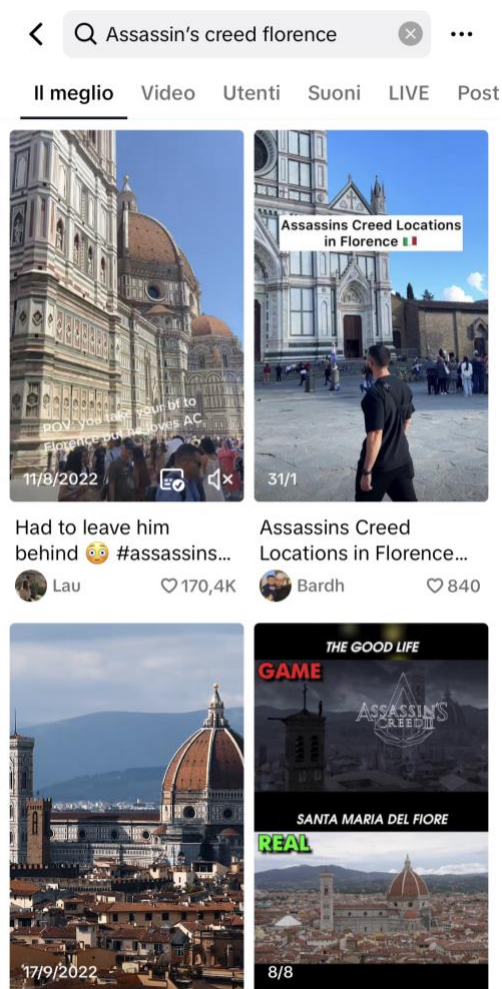 Assassin's creed florence
Il meglio Video Utenti Suoni LIVE Post
POV: you take your bf to
Florence but he loves AC
11/8/2022
Assassins Creed Locations
in Florence 🇮🇹
31/1
Had to leave him
behind 😳 #assassins...
Lau 170,4K
Assassins Creed
Locations in Florence...
Bardh 840
17/9/2022
THE GOOD LIFE
GAME
ASSASSIN'S
CREED II
SANTA MARIA DEL FIORE
REAL
8/8